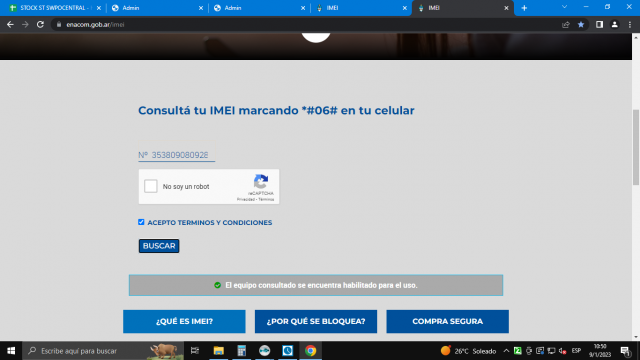 STOCK ST SWPOCENTRAL -
Admin
Admin
IMEI
IMEI
enacom.gob.ar/imei
Consultá tu IMEI marcando *#06# en tu celular
Nº 353809080928
No soy un robot
reCAPTCHA
Privacidad - Términos
ACEPTO TERMINOS Y CONDICIONES
BUSCAR
El equipo consultado se encuentra habilitado para el uso.
¿QUÉ ES IMEI?
¿POR QUÉ SE BLOQUEA?
COMPRA SEGURA
Escribe aquí para buscar
26°C Soleado
ESP
10:50
9/1/2023